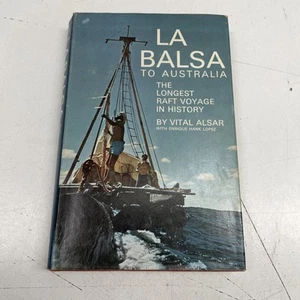 LA
BALSA
TO AUSTRALIA
THE
LONGEST
RAFT VOYAGE
IN HISTORY
BY VITAL ALSAR
WITH ENRIQUE HANK LOPEZ